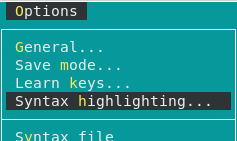 Options
General...
Save mode...
Learn keys...
Syntax highlighting...
Syntax file